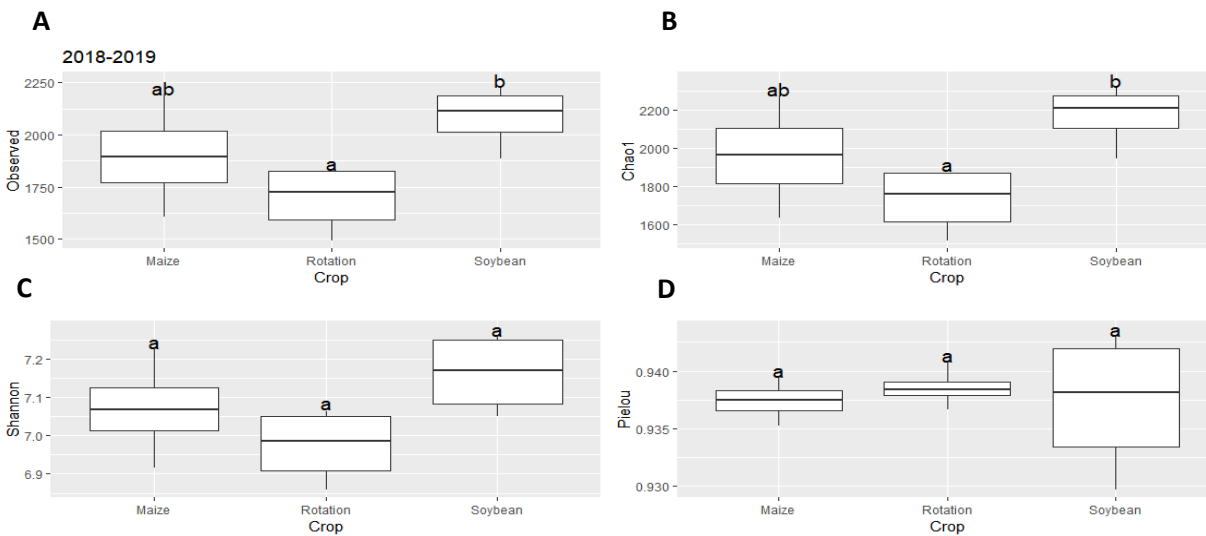 A
B
2018-2019
2250
2000
1750
1500
Observed
ab
a
b
Maize
Rotation
Soybean
Crop
2200
2000
1800
1600
Chao1
ab
a
b
Maize
Rotation
Soybean
Crop
C
D
7.2
7.1
7.0
6.9
Shannon
a
a
a
Maize
Rotation
Soybean
Crop
0.940
0.935
0.930
Pielou
a
a
a
Maize
Rotation
Soybean
Crop